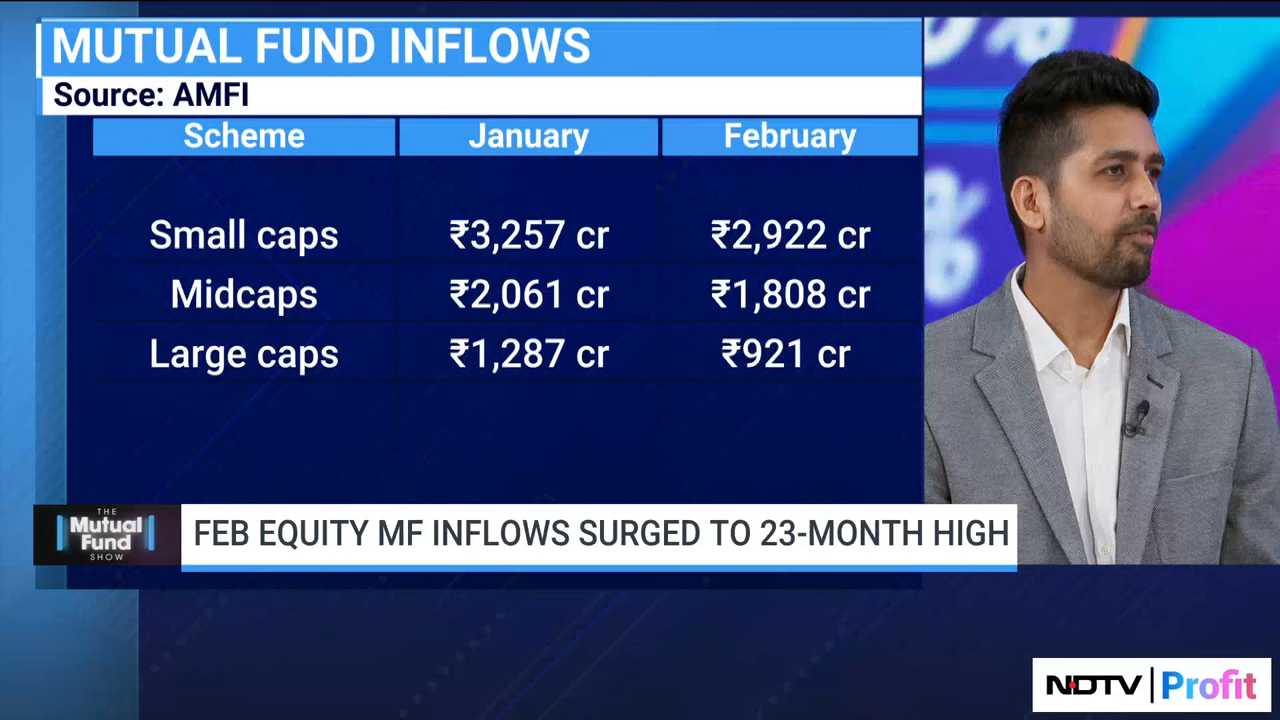 MUTUAL FUND INFLOWS
Source: AMFI
Scheme January February
Small caps ₹3,257 cr ₹2,922 cr
Midcaps ₹2,061 cr ₹1,808 cr
Large caps ₹1,287 cr ₹921 cr
THE
Mutual
Fund
SHOW
FEB EQUITY MF INFLOWS SURGED TO 23-MONTH HIGH
NDTV Profit